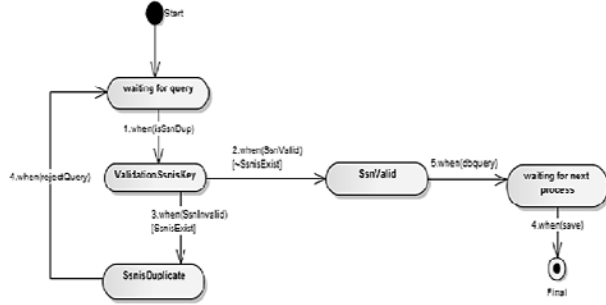 Start
waiting for query
1.when(isSsnDup)
2.when(SsnValid)
[~SsnisExist]
4.when(rejectQuery)
ValidationSsnisKey
SsnValid
5.when(dbquery)
waiting for next
process
3.when(SsnInvalid)
[SsnisExist]
4.when(save)
SsnisDuplicate
Final